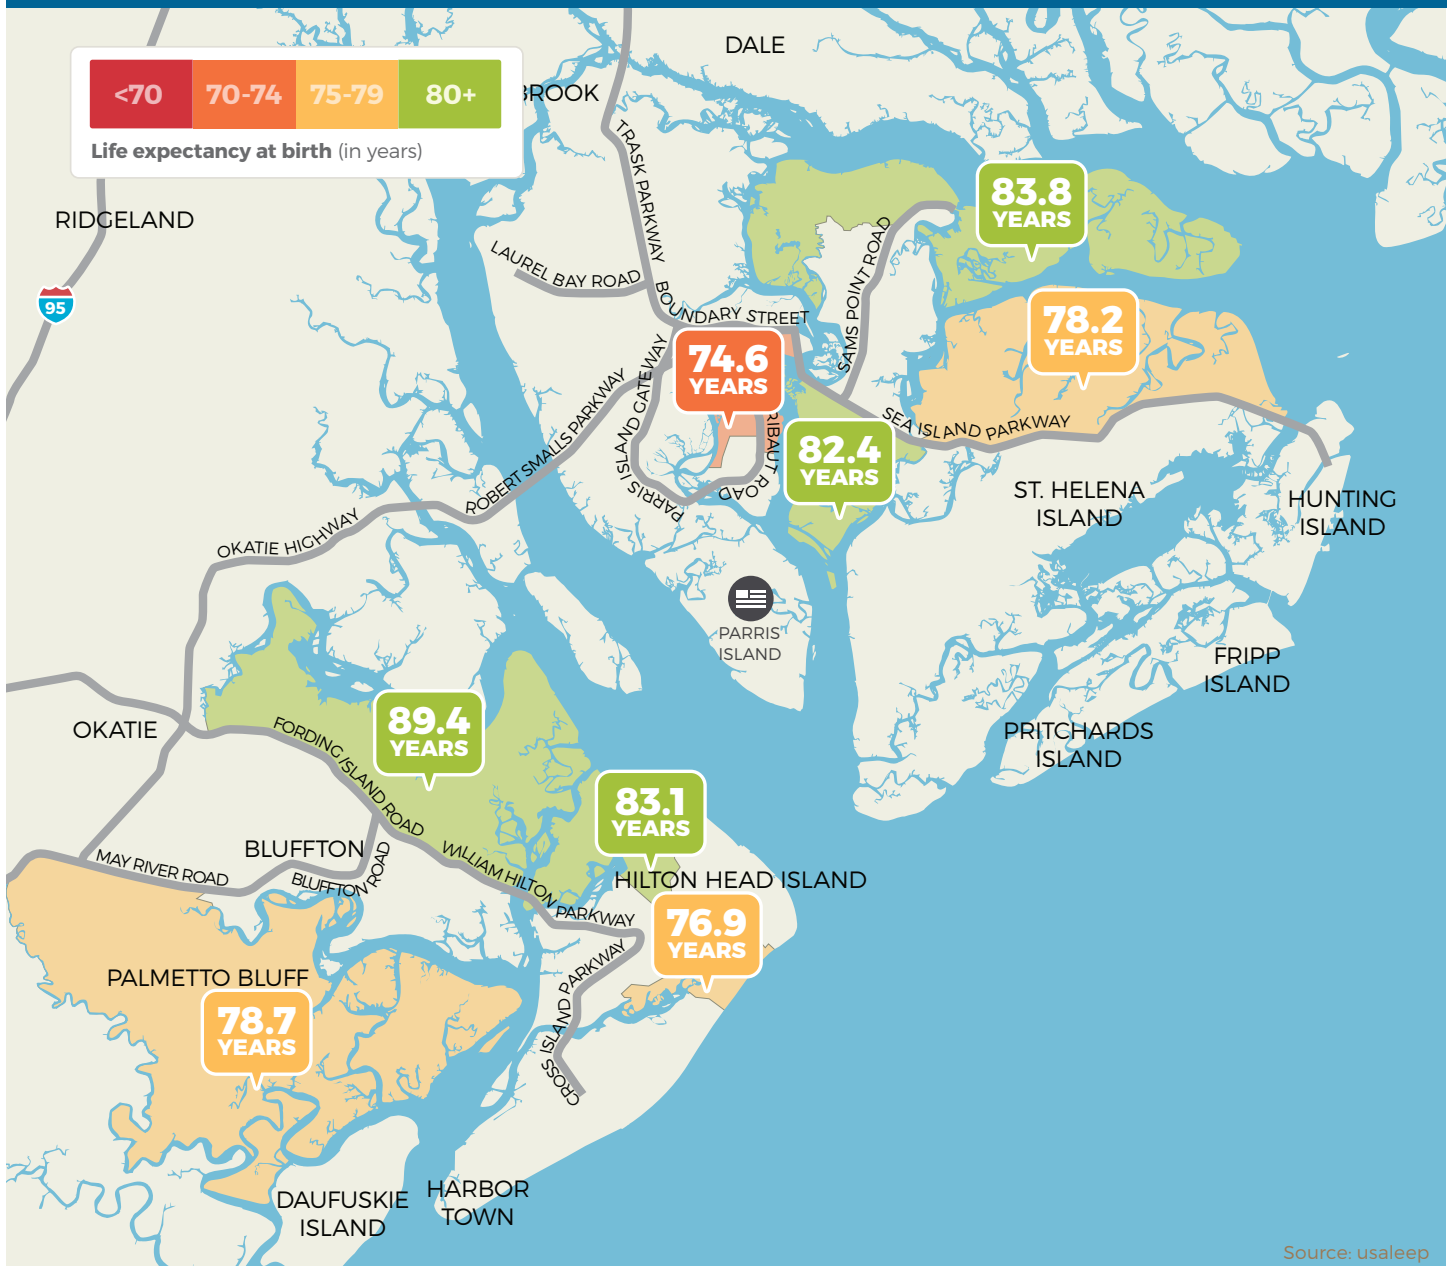 <70
70-74
75-79
80+
Life expectancy at birth (in years)
DALE
BROOK
TRASK PARKWAY
RIDGELAND
95
LAUREL BAY ROAD
BOUNDARY STREET
SAMS POINT ROAD
83.8
YEARS
78.2
YEARS
74.6
YEARS
82.4
YEARS
SEA ISLAND PARKWAY
PARRIS ISLAND GATEWAY
RIBAUT ROAD
ROBERT SMALLS PARKWAY
OKATIE HIGHWAY
ST. HELENA
ISLAND
HUNTING
ISLAND
PARRIS
ISLAND
FRIPP
ISLAND
PRITCHARDS
ISLAND
OKATIE
89.4
YEARS
FORDING ISLAND ROAD
83.1
YEARS
BLUFFTON
MAY RIVER ROAD
BLUFFTON ROAD
WILLIAM HILTON PARKWAY
HILTON HEAD ISLAND
76.9
YEARS
CROSS ISLAND PARKWAY
PALMETTO BLUFF
78.7
YEARS
DAUFUSKIE
ISLAND
HARBOR
TOWN
Source: usaleep